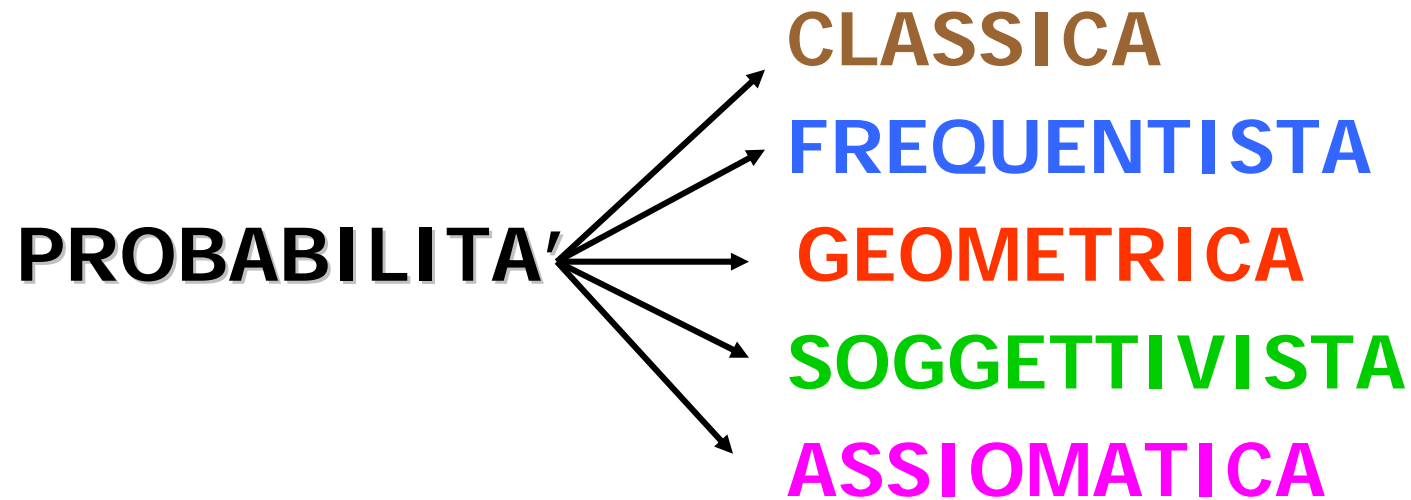 PROBABILITA'
CLASSICA
FREQUENTISTA
GEOMETRICA
SOGGETTIVISTA
ASSIOMATICA